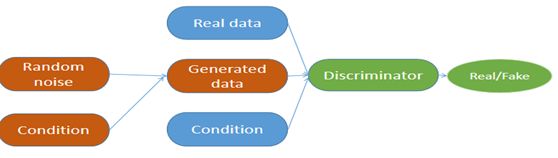 Real data
Random
noise
Generated
data
Discriminator
Real/Fake
Condition
Condition